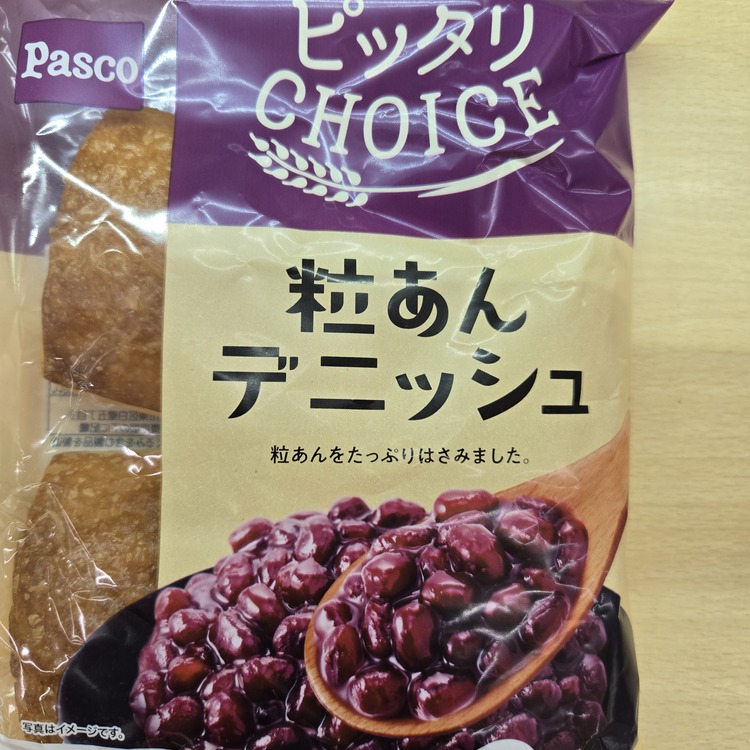 Pasco
ピッタリ
CHOICE
粒あん
デニッシュ
粒あんをたっぷりはさみました。
写真はイメージです。